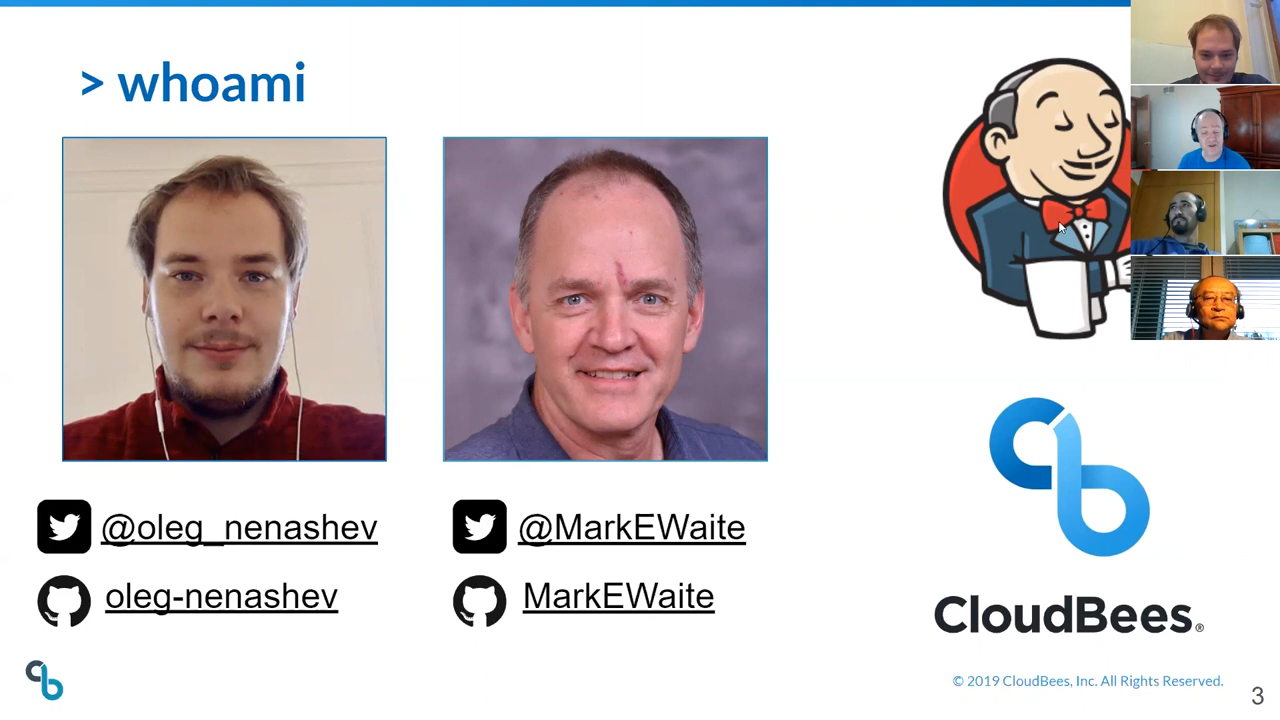 > whoami
@oleg_nenashev
@MarkEWaite
oleg-nenashev
MarkEWaite
CloudBees®
© 2019 CloudBees, Inc. All Rights Reserved.
3